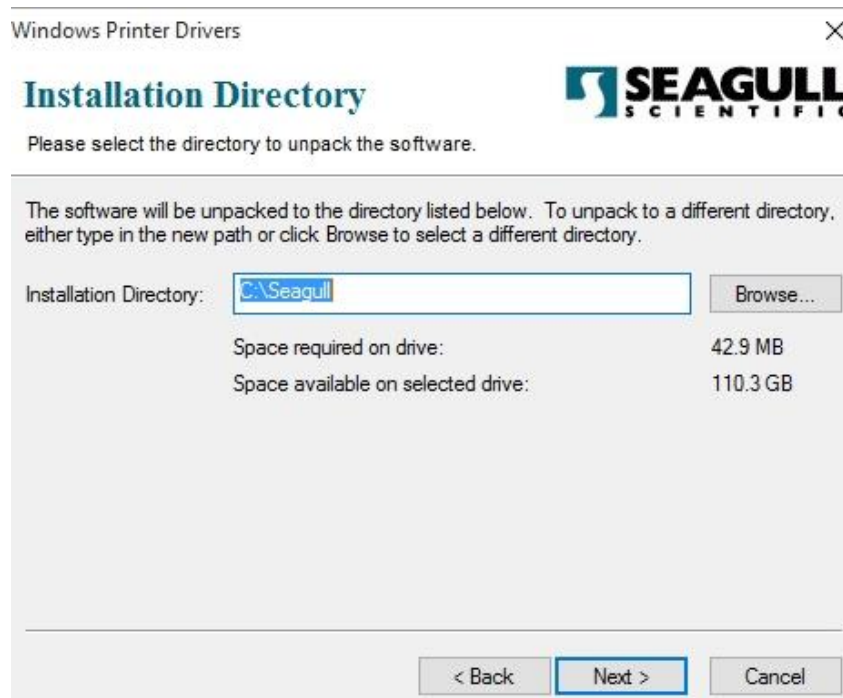 Windows Printer Drivers
Installation Directory
SEAGULL
SCIENTIFIC
Please select the directory to unpack the software.
The software will be unpacked to the directory listed below. To unpack to a different directory,
either type in the new path or click Browse to select a different directory.
Installation Directory: C:\Seagull Browse...
Space required on drive: 42.9 MB
Space available on selected drive: 110.3 GB
< Back Next > Cancel